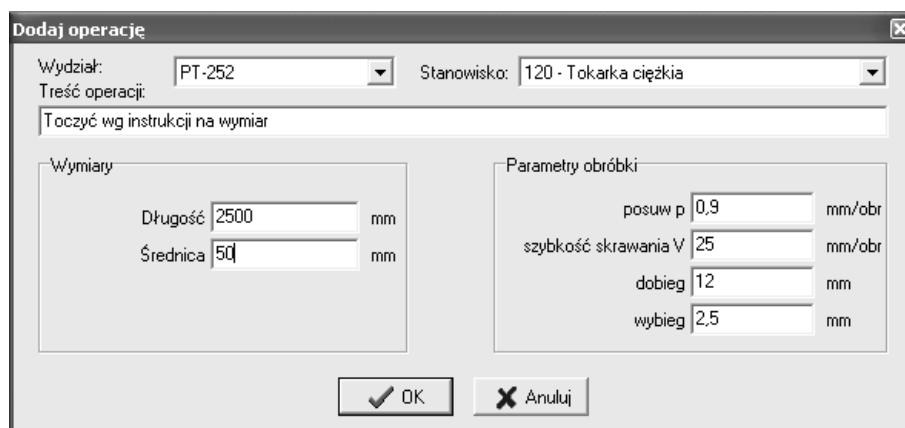 Dodaj operację
Wydział: PT-252 Stanowisko: 120 - Tokarka ciężkia
Treść operacji:
Toczyć wg instrukcji na wymiar
Wymiary
Długość 2500 mm
Średnica 50 mm
Parametry obróbki
posuw p 0,9 mm/obr
szybkość skrawania V 25 mm/obr
dobieg 12 mm
wybieg 2,5 mm
OK Anuluj